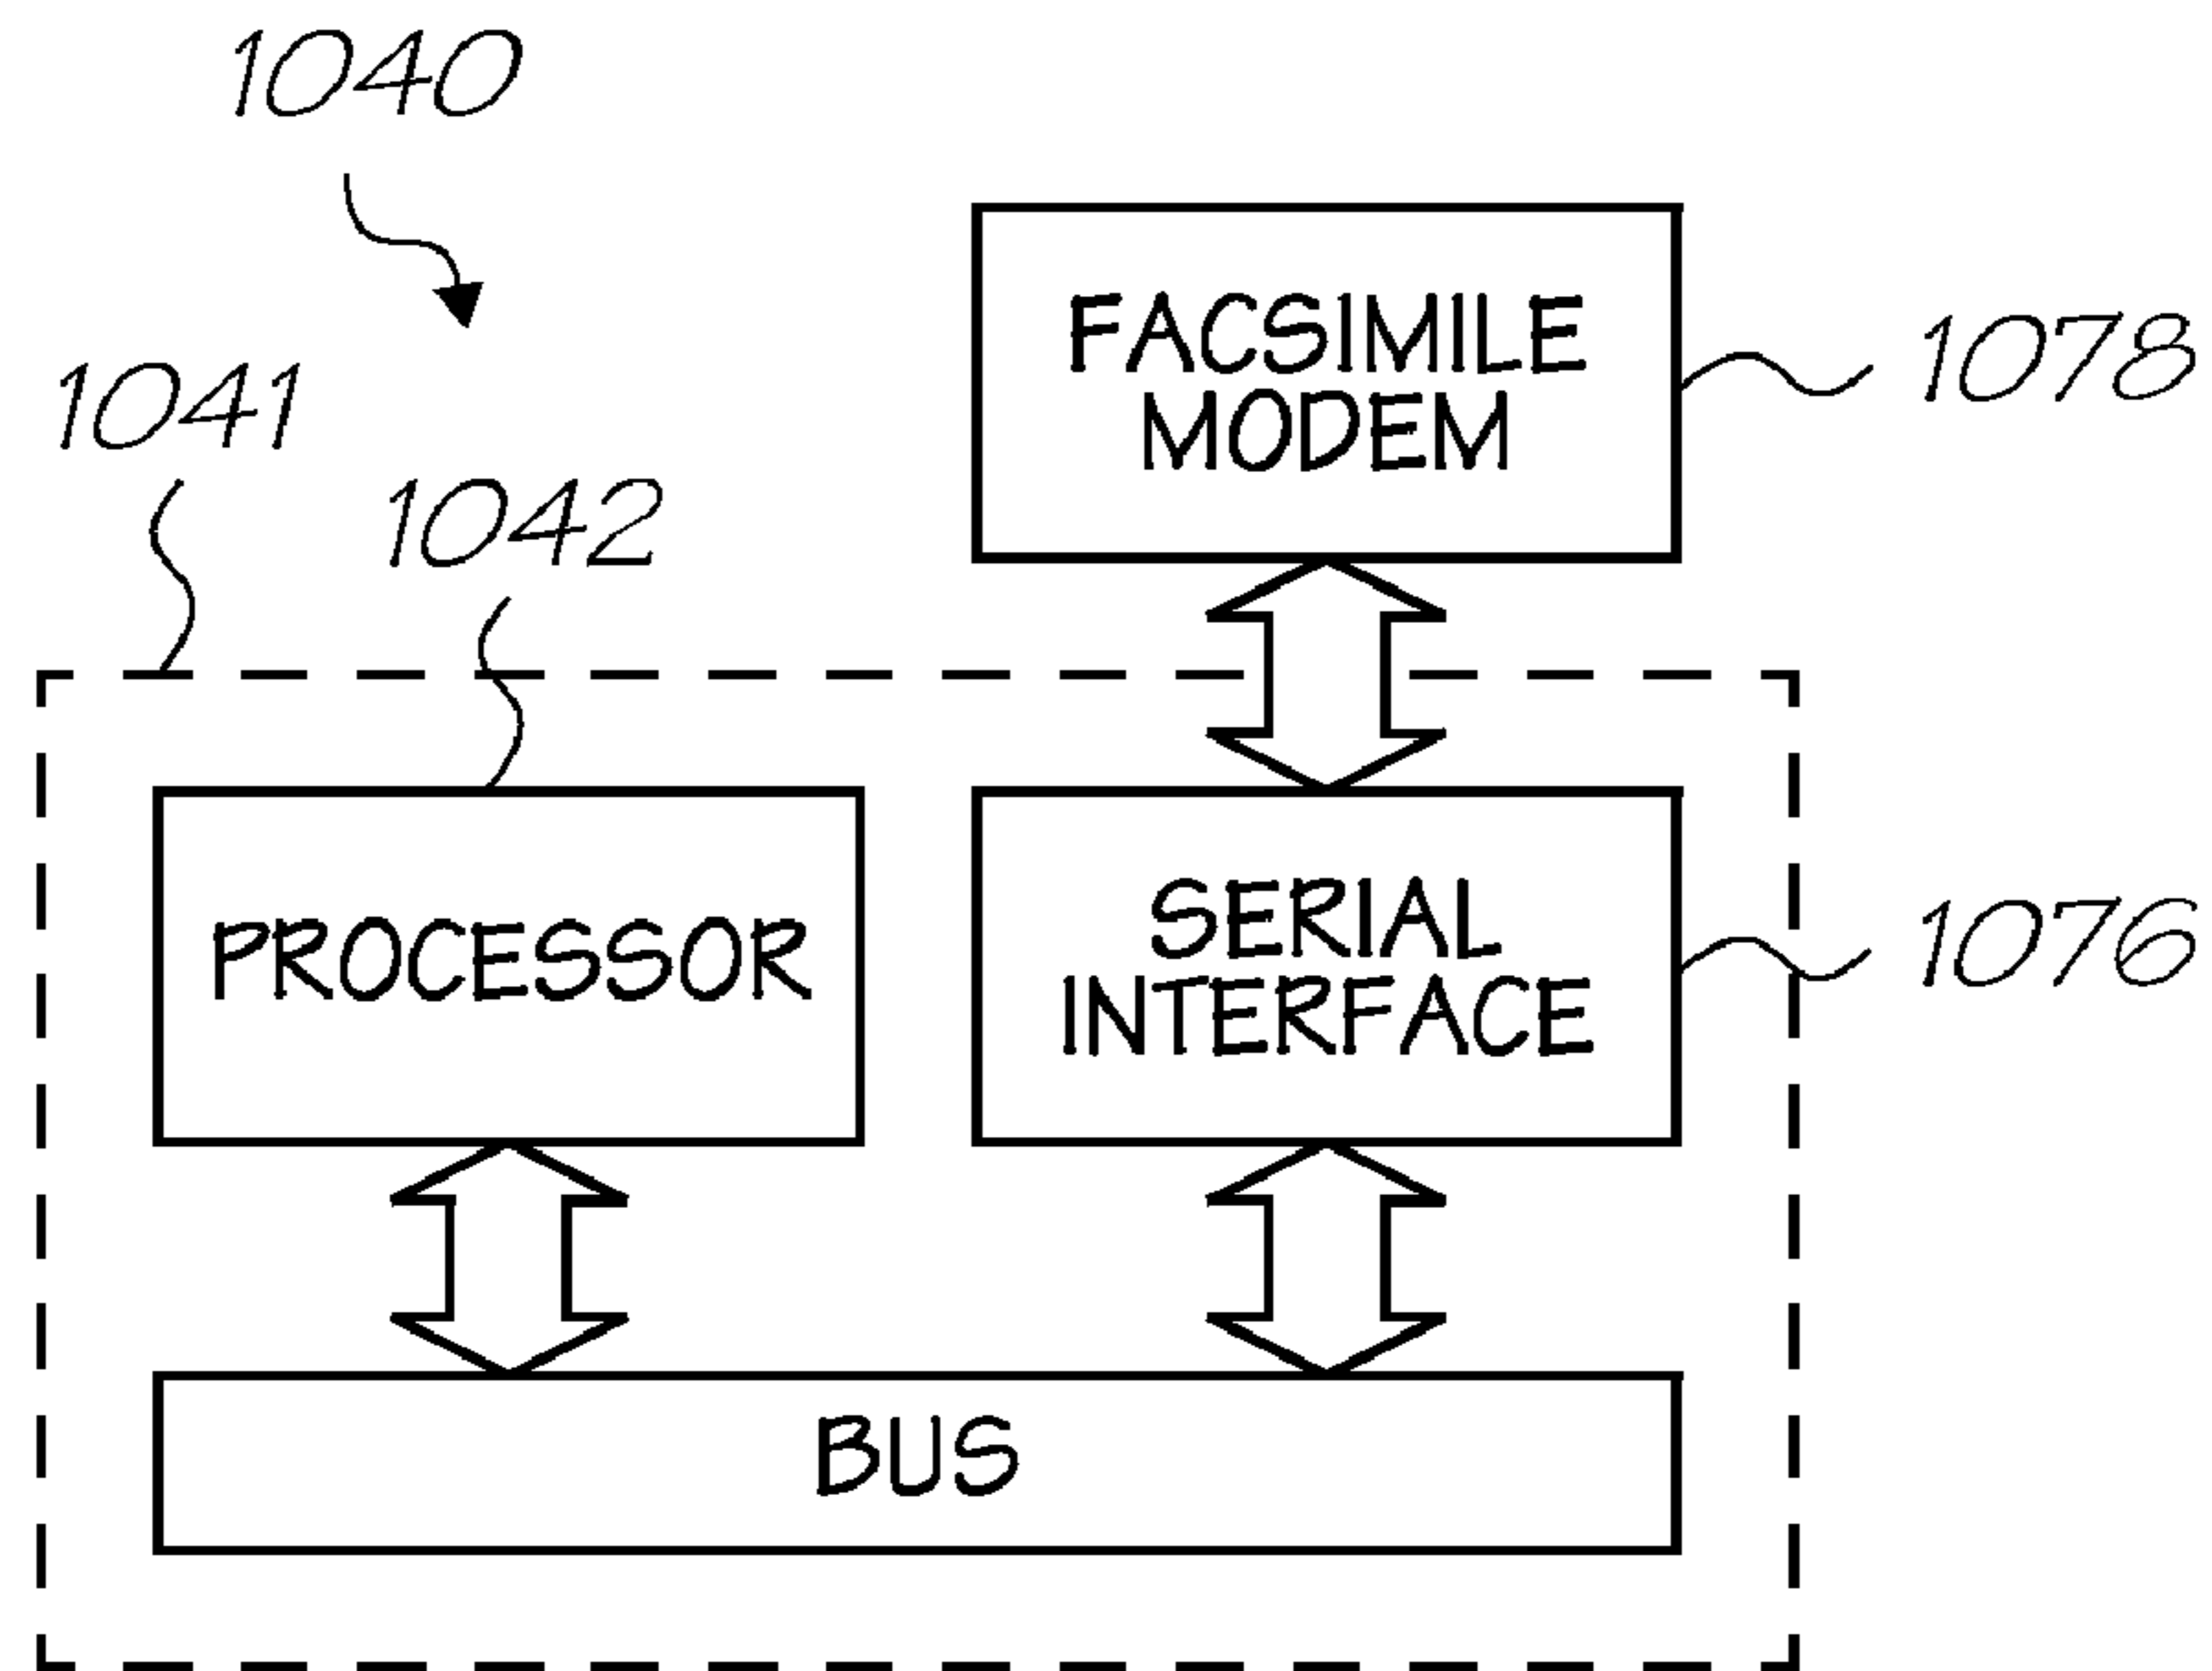 1040
FACSIMILE
MODEM
1078
1041
1042
PROCESSOR
SERIAL
INTERFACE
1076
BUS